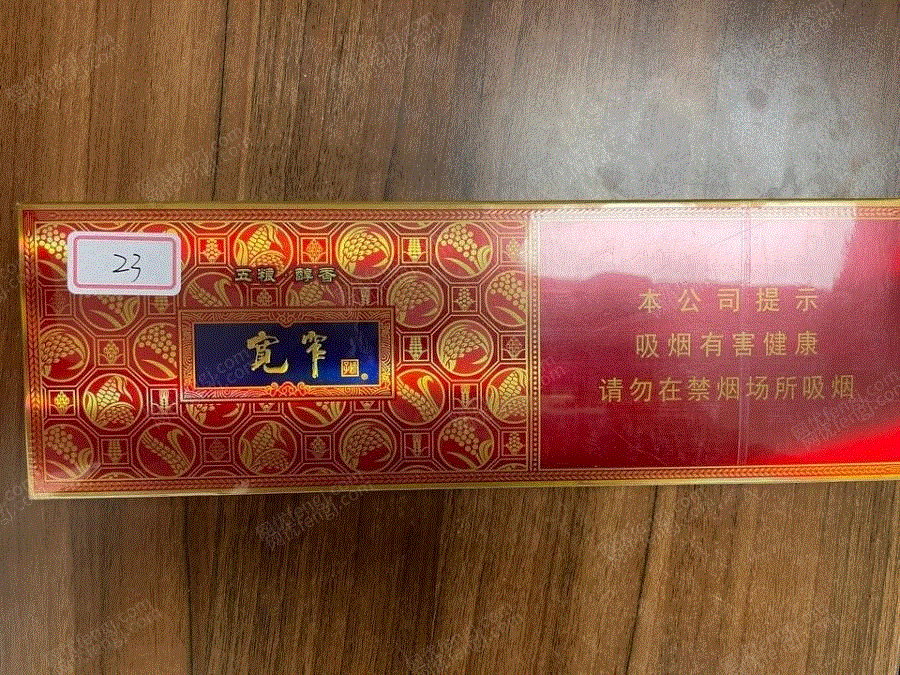 23
五粮 醇香
宽窄
本公司提示
吸烟有害健康
请勿在禁烟场所吸烟